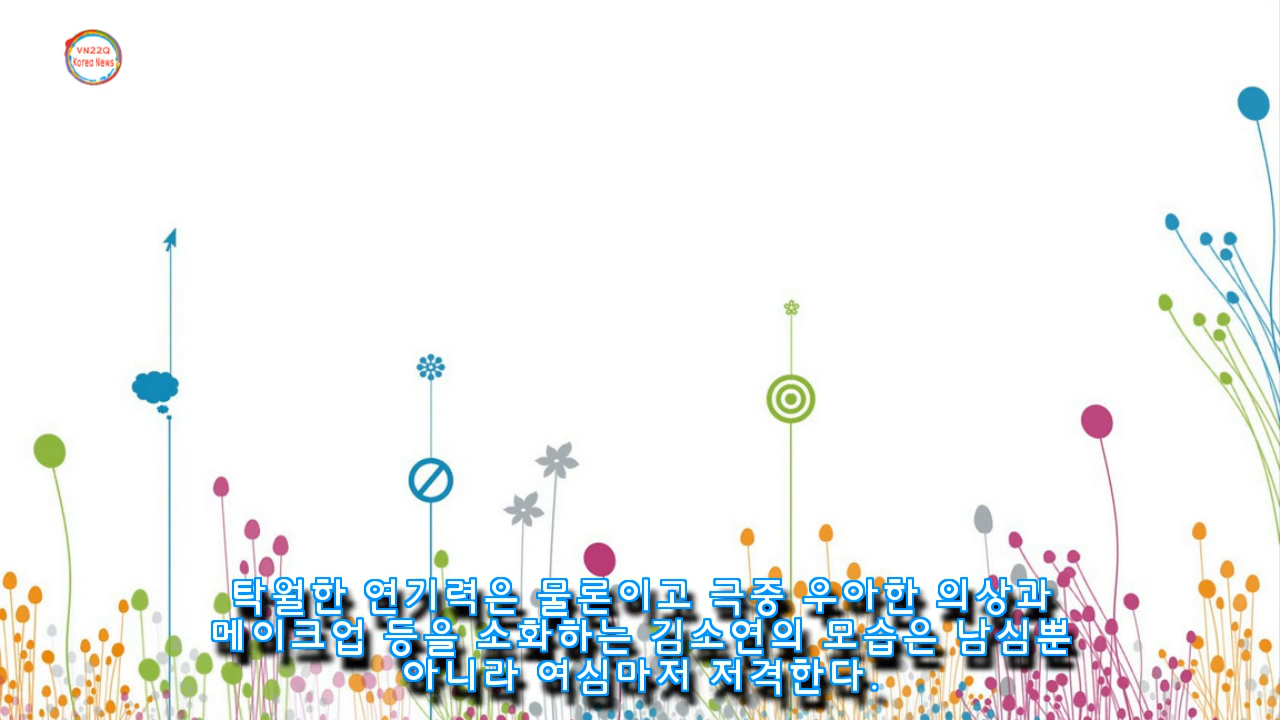 VN22Q
Korea News
탁월한 연기력은 물론이고 극중 우아한 의상과
메이크업 등을 소화하는 김소연의 모습은 남심뿐
아니라 여심마저 저격한다.